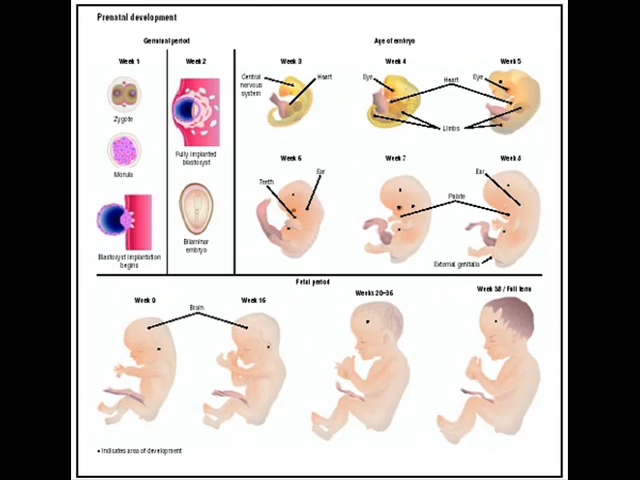 Prenatal development
Germinal period
Age of embryo
Week 1
Week 2
Week 3
Week 4
Week 5
Central
nervous
system
Heart
Eye
Heart
Eye
Limbs
Zygote
Morula
Fully implanted
blastocyst
Blastocyst implantation
begins
Bilaminar
embryo
Week 6
Week 7
Week 8
Teeth
Ear
Palate
Ear
External genitalia
Fetal period
Week 9
Brain
Week 16
Weeks 20–36
Week 38 / Full term
• Indicates area of development